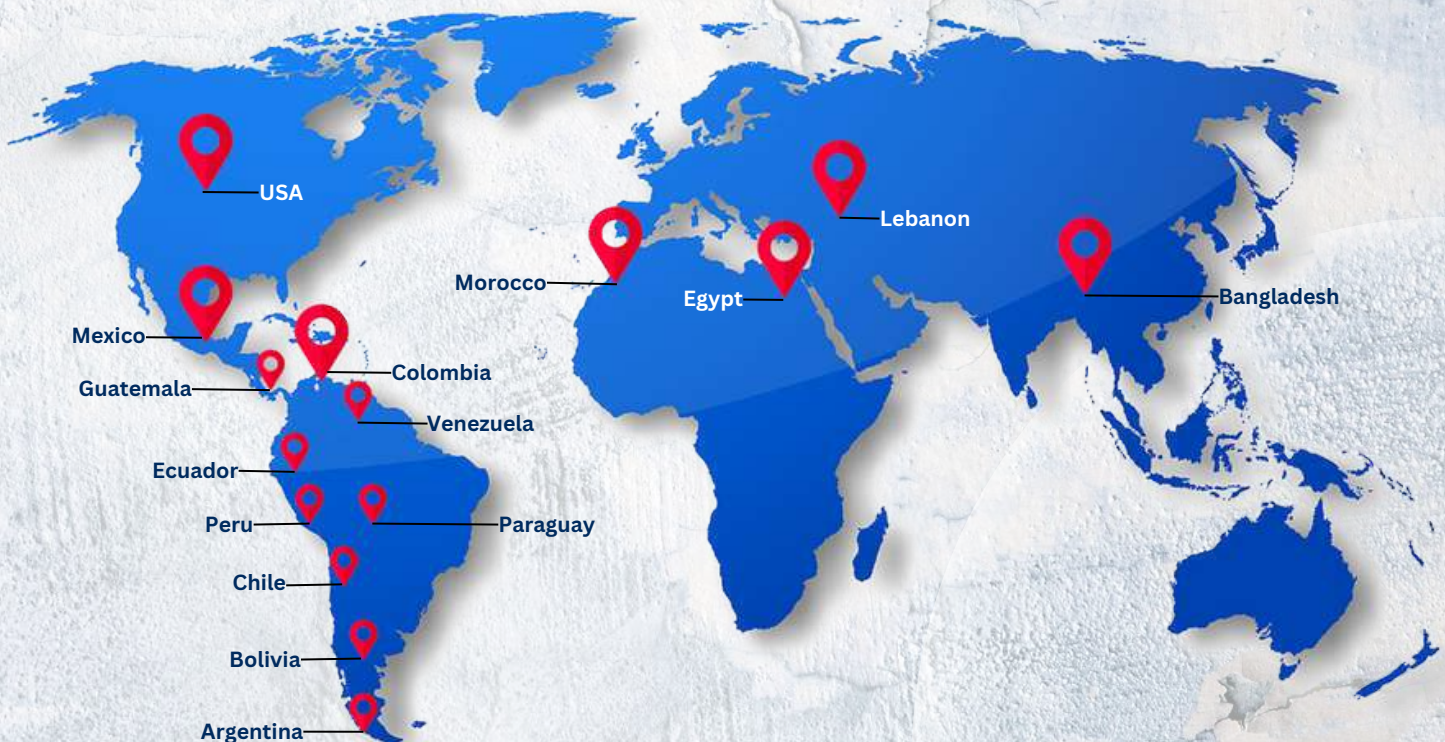 USA
Lebanon
Morocco
Egypt
Bangladesh
Mexico
Colombia
Guatemala
Venezuela
Ecuador
Peru
Paraguay
Chile
Bolivia
Argentina